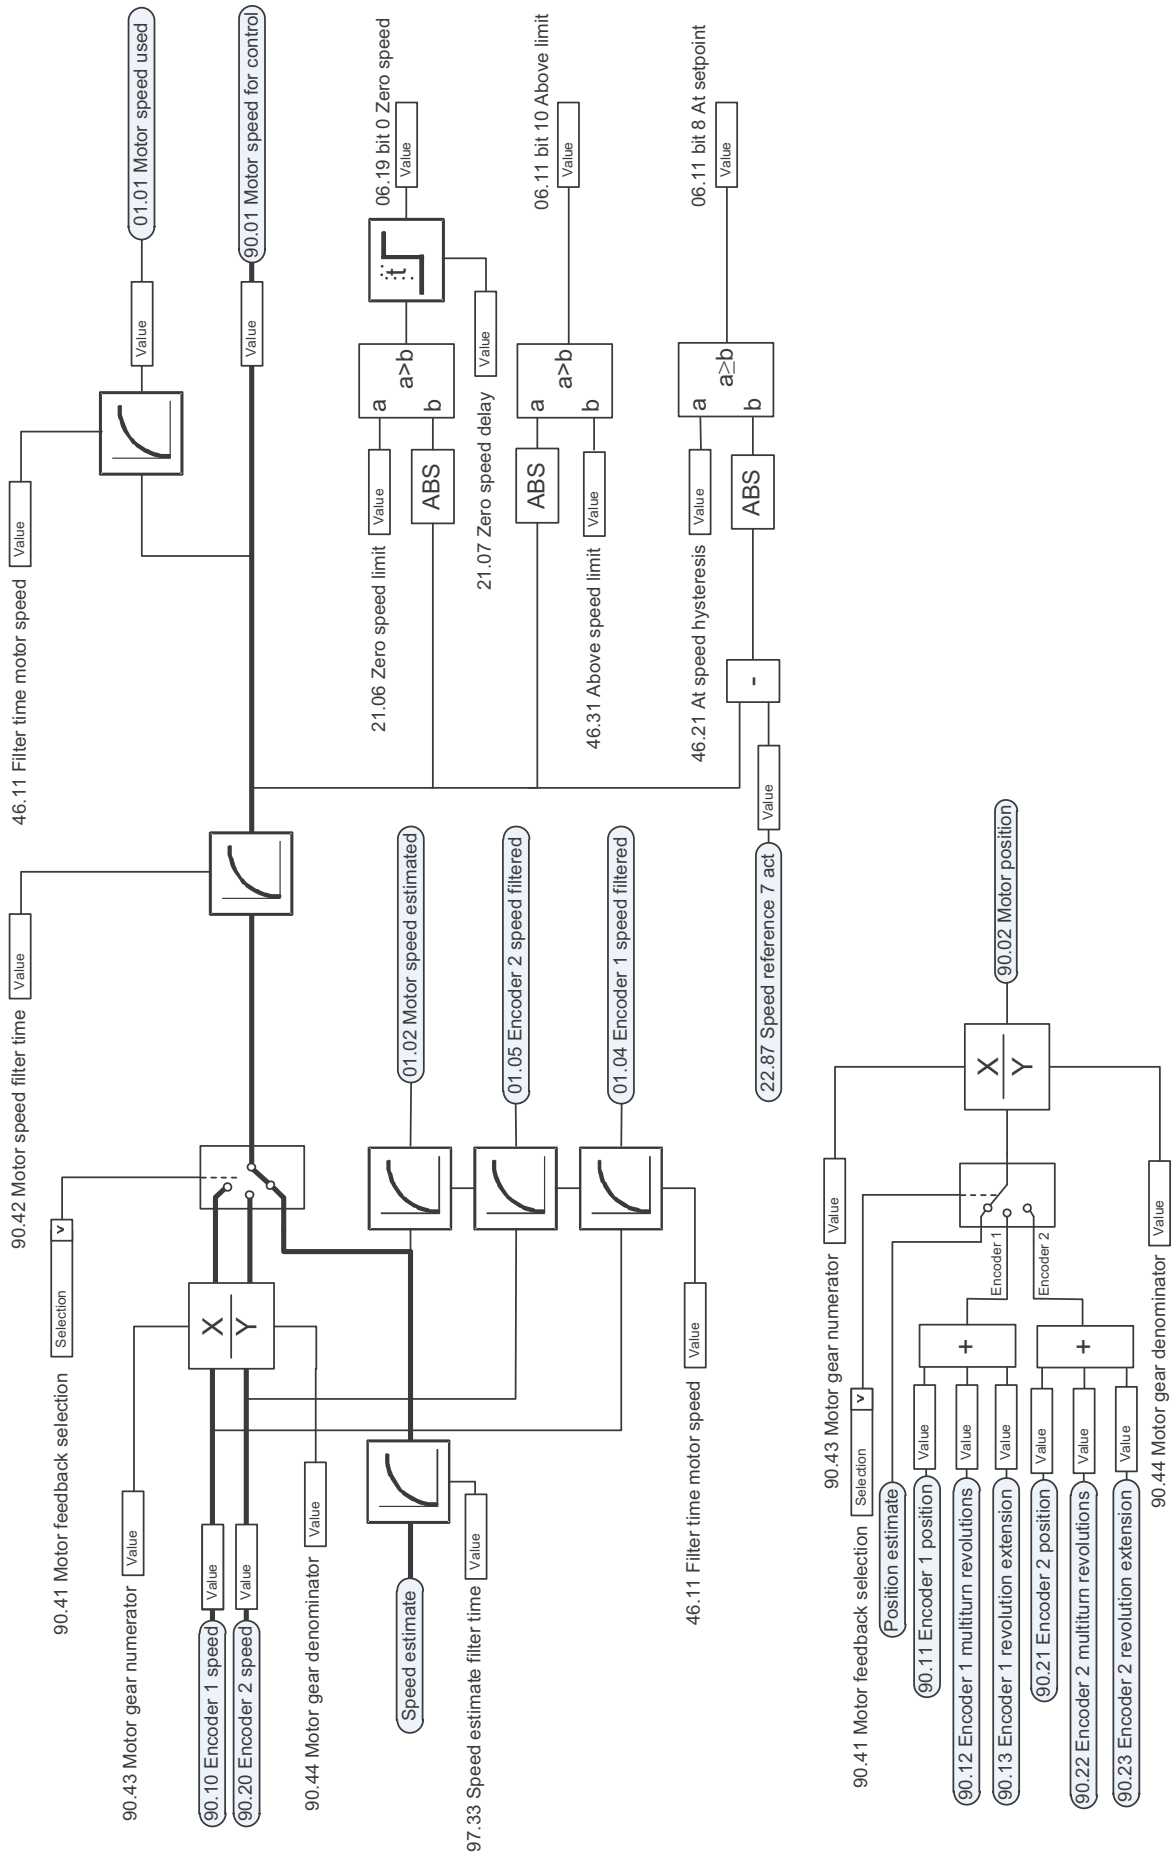 46.11 Filter time motor speed
Value
01.01 Motor speed used
Value
90.01 Motor speed for control
Value
90.42 Motor speed filter time
Value
90.41 Motor feedback selection
Selection
v
90.43 Motor gear numerator
Value
90.10 Encoder 1 speed
Value
90.20 Encoder 2 speed
Value
X
Y
90.44 Motor gear denominator
Value
Speed estimate
97.33 Speed estimate filter time
Value
01.02 Motor speed estimated
01.05 Encoder 2 speed filtered
01.04 Encoder 1 speed filtered
46.11 Filter time motor speed
Value
21.06 Zero speed limit
Value
ABS
a
b
a>b
t
06.19 bit 0 Zero speed
Value
21.07 Zero speed delay
Value
ABS
a
b
a>b
06.11 bit 10 Above limit
Value
46.31 Above speed limit
Value
46.21 At speed hysteresis
Value
ABS
a
b
a≥b
06.11 bit 8 At setpoint
Value
-
22.87 Speed reference 7 act
Value
90.43 Motor gear numerator
Value
90.41 Motor feedback selection
Selection
v
Position estimate
90.11 Encoder 1 position
Value
90.12 Encoder 1 multiturn revolutions
Value
90.13 Encoder 1 revolution extension
Value
+
Encoder 1
90.21 Encoder 2 position
Value
90.22 Encoder 2 multiturn revolutions
Value
90.23 Encoder 2 revolution extension
Value
+
Encoder 2
X
Y
90.02 Motor position
90.44 Motor gear denominator
Value